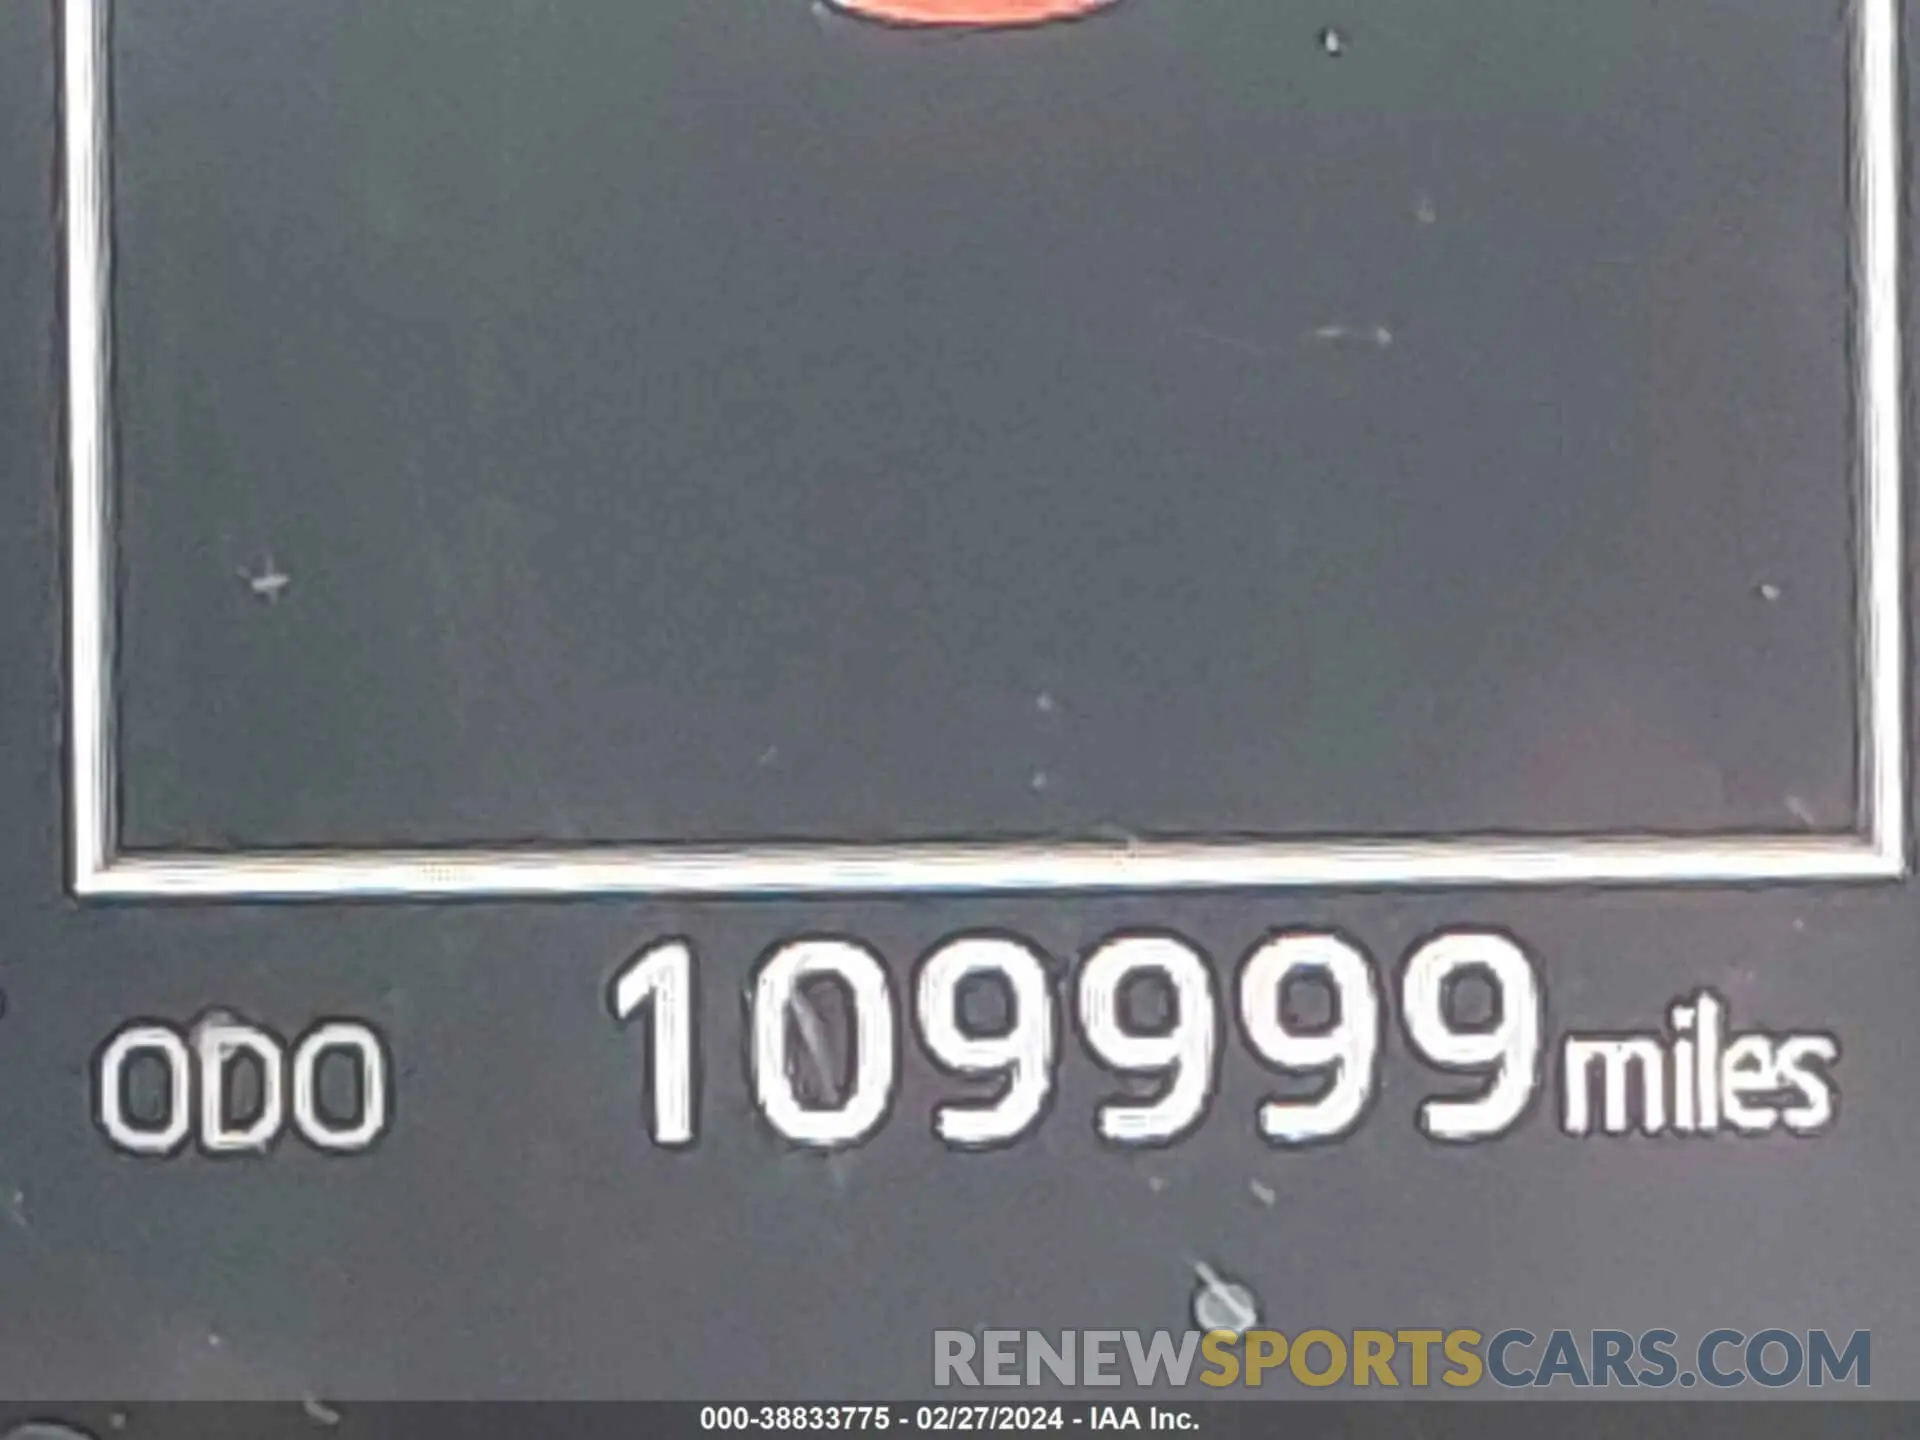 ODO 109999 miles
RENEWSPORTSCARS.COM
000-38833775 - 02/27/2024 - IAA Inc.